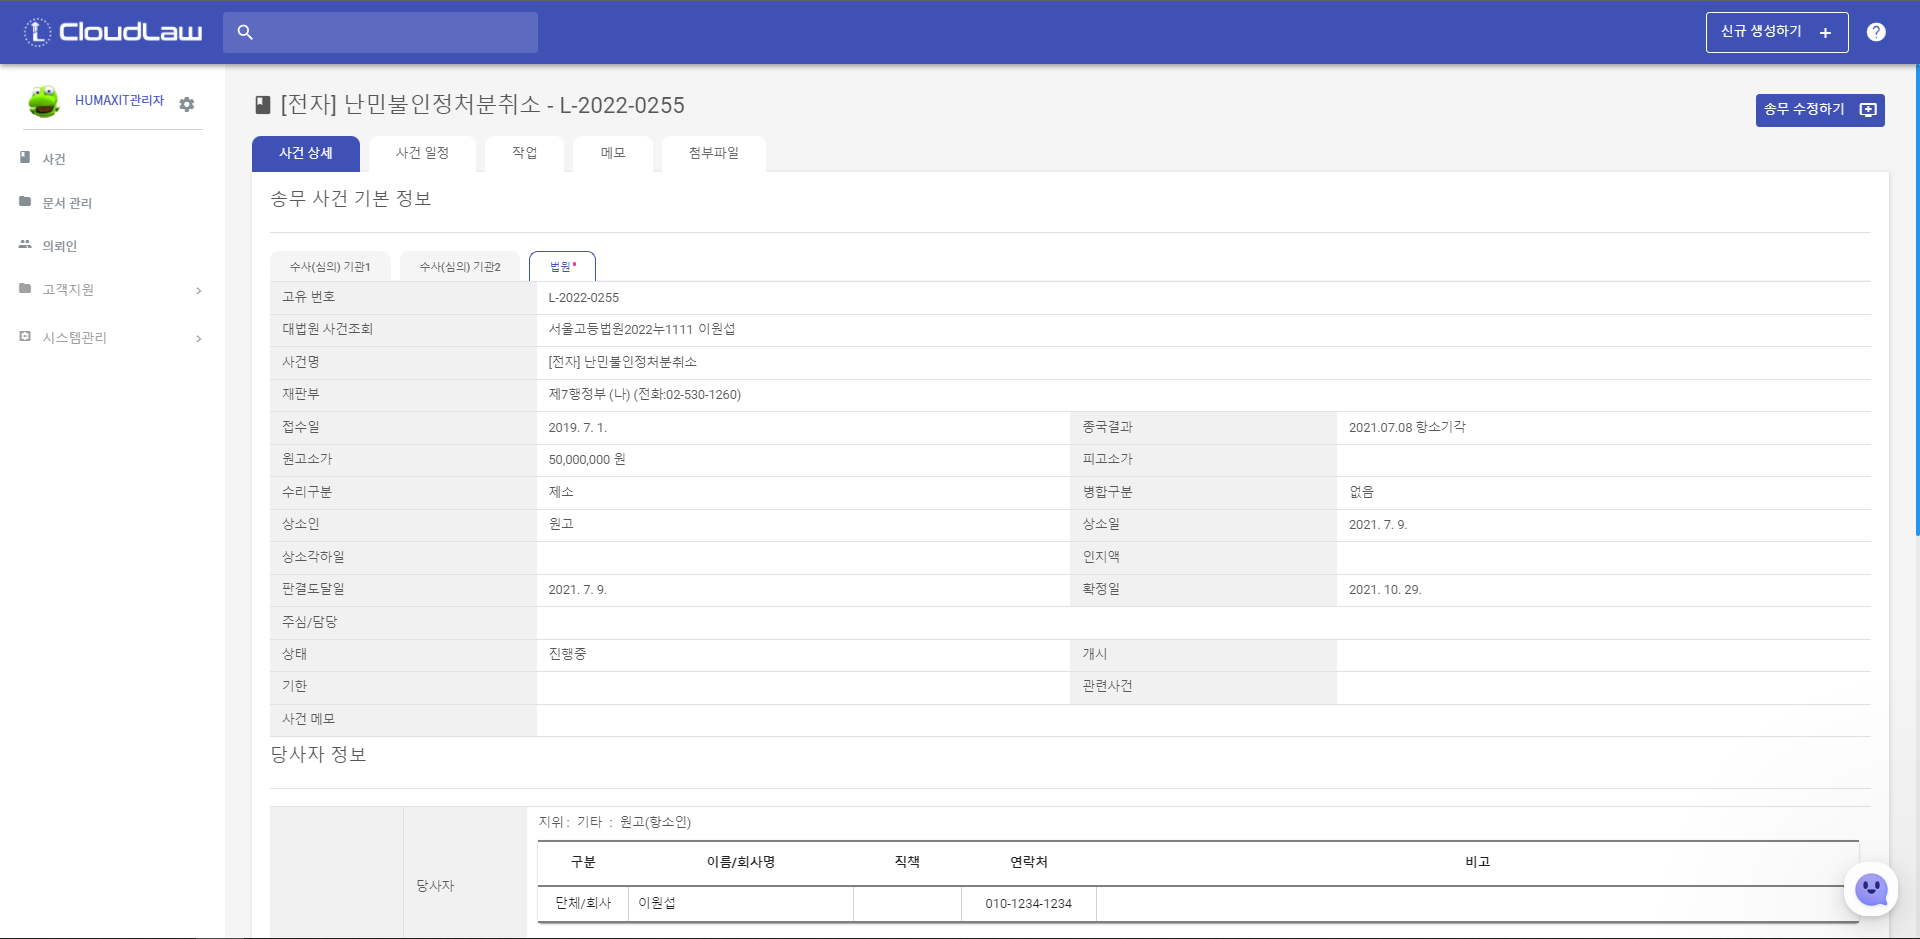 CloudLaw
신규 생성하기 +
?
HUMAXIT관리자
사건
문서 관리
의뢰인
고객지원
시스템관리
[전자] 난민불인정처분취소 - L-2022-0255
송무 수정하기
사건 상세 사건 일정 작업 메모 첨부파일
송무 사건 기본 정보
수사(심의) 기관1 수사(심의) 기관2 법원*
고유 번호 L-2022-0255
대법원 사건조회 서울고등법원2022누1111 이원섭
사건명 [전자] 난민불인정처분취소
재판부 제7행정부 (나) (전화:02-530-1260)
접수일 2019. 7. 1. 종국결과 2021.07.08 항소기각
원고소가 50,000,000 원 피고소가
수리구분 제소 병합구분 없음
상소인 원고 상소일 2021. 7. 9.
상소각하일 인지액
판결도달일 2021. 7. 9. 확정일 2021. 10. 29.
주심/담당
상태 진행중 개시
기한 관련사건
사건 메모
당사자 정보
당사자
지위 : 기타 : 원고(항소인)
구분 이름/회사명 직책 연락처 비고
단체/회사 이원섭 010-1234-1234